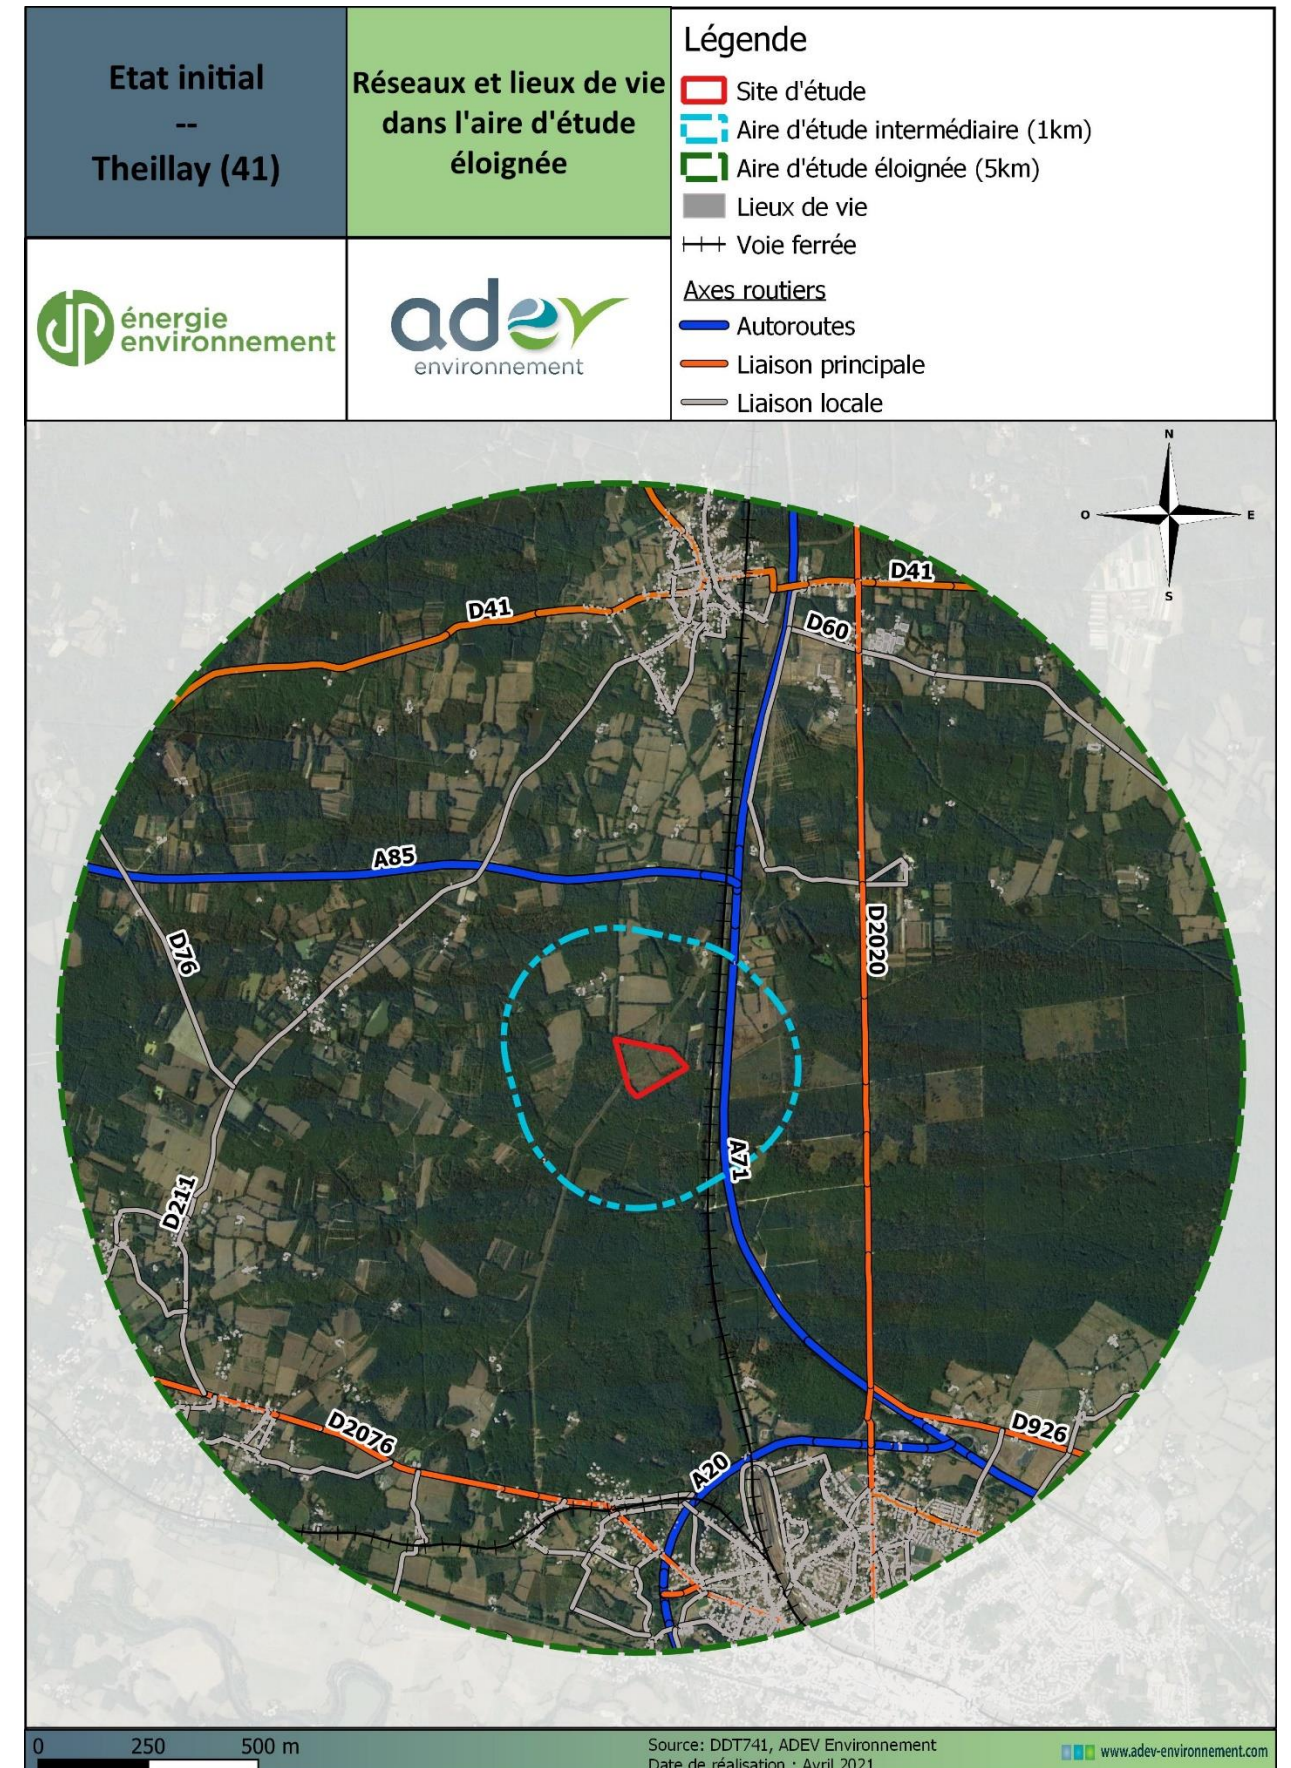 Etat initial
--
Theillay (41)
Réseaux et lieux de vie
dans l'aire d'étude
éloignée
JP énergie
environnement
adev
environnement
Légende
Site d'étude
Aire d'étude intermédiaire (1km)
Aire d'étude éloignée (5km)
Lieux de vie
Voie ferrée
Axes routiers
Autoroutes
Liaison principale
Liaison locale
N
O
E
S
D41
D41
D60
A85
D76
D2020
A71
D211
D2076
A20
D926
0 250 500 m
Source: DDT741, ADEV Environnement
Date de réalisation : Avril 2021
www.adev-environnement.com